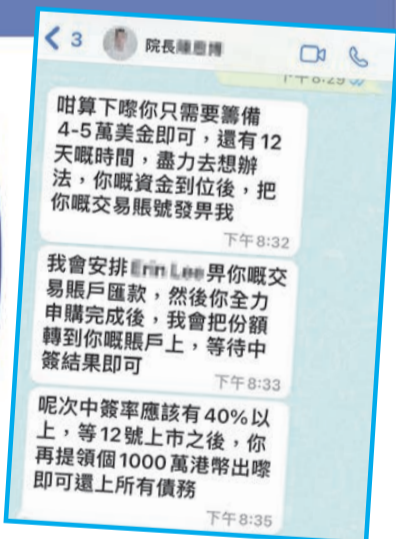 3
院長
下午8:29
咁算下嚟你只需要籌備
4-5萬美金即可，還有12
天嘅時間，盡力去想辦
法，你嘅資金到位後，把
你嘅交易賬號發畀我
下午8:32
我會安排Erin Lee畀你嘅交
易賬戶匯款，然後你全力
申購完成後，我會把份額
轉到你嘅賬戶上，等待中
簽結果即可
下午8:33
呢次中簽率應該有40%以
上，等12號上市之後，你
再提領個1000萬港幣出嚟
即可還上所有債務
下午8:35